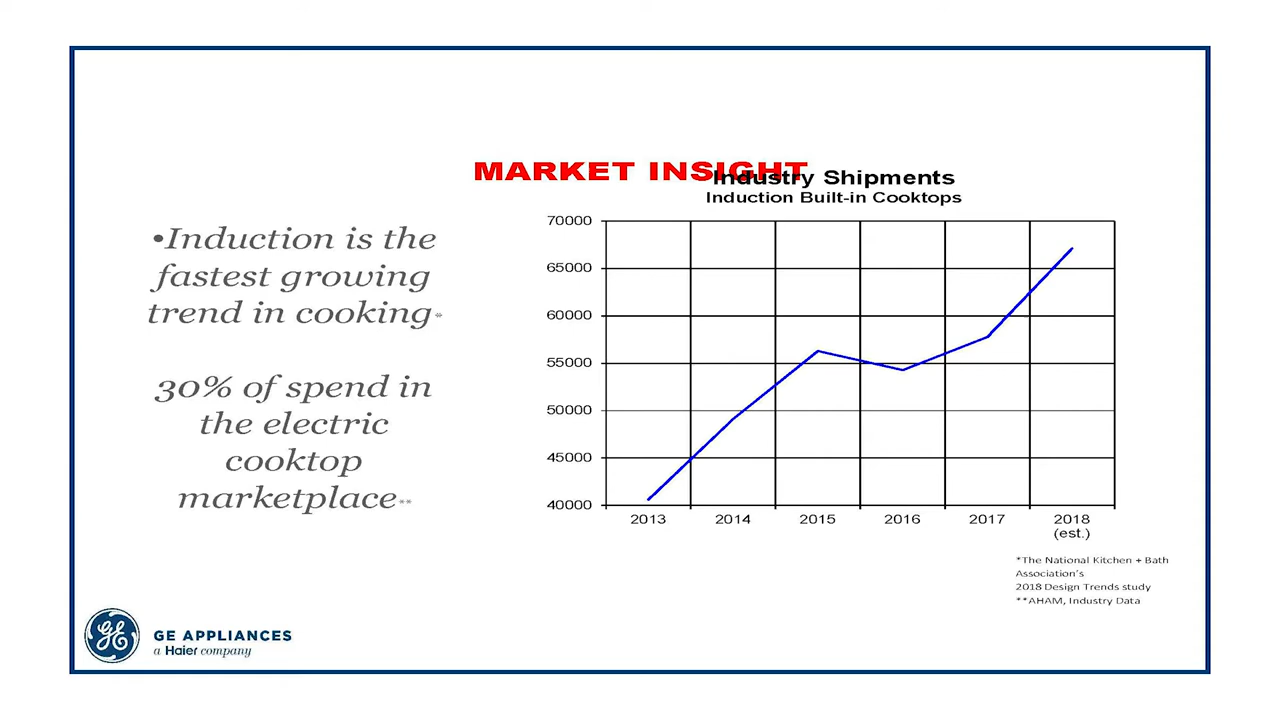 MARKET INSIGHT
•Induction is the
fastest growing
trend in cooking*
30% of spend in
the electric
cooktop
marketplace**
Industry Shipments
Induction Built-in Cooktops
70000
65000
60000
55000
50000
45000
40000
2013 2014 2015 2016 2017 2018
(est.)
*The National Kitchen + Bath
Association's
2018 Design Trends study
**AHAM, Industry Data
GE GE APPLIANCES
a Haier company